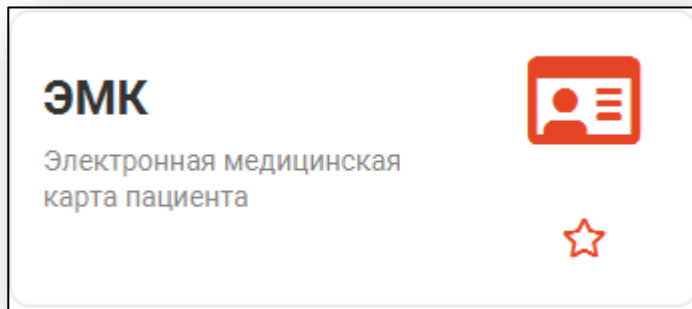 ЭМК
Электронная медицинская
карта пациента